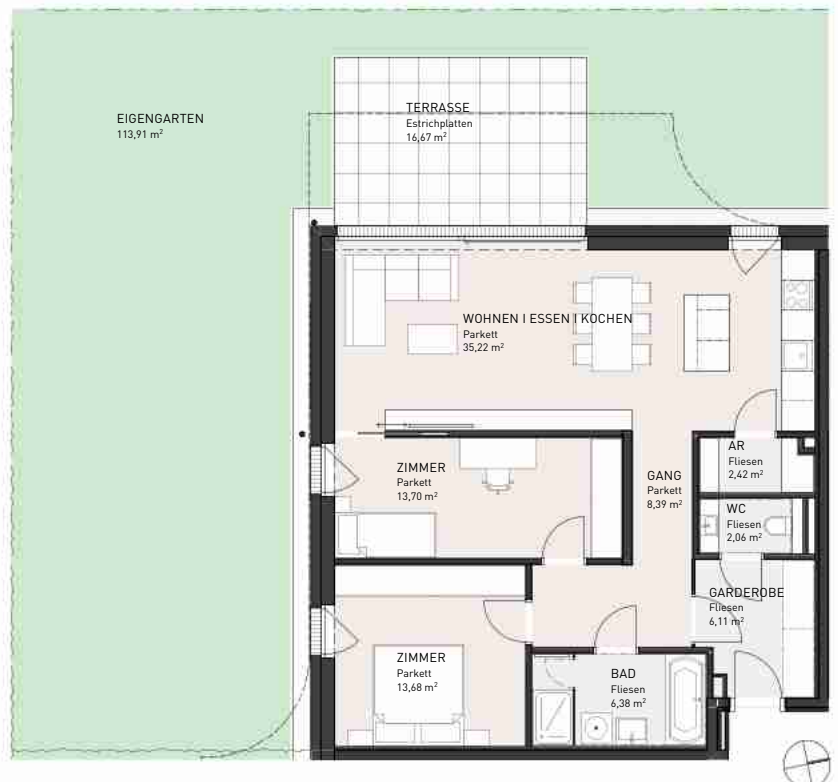 EIGENGARTEN
113,91 m²
TERRASSE
Estrichplatten
16,67 m²
WOHNEN I ESSEN I KOCHEN
Parkett
35,22 m²
ZIMMER
Parkett
13,70 m²
GANG
Parkett
8,39 m²
AR
Fliesen
2,42 m²
WC
Fliesen
2,06 m²
GARDEROBE
Fliesen
6,11 m²
ZIMMER
Parkett
13,68 m²
BAD
Fliesen
6,38 m²